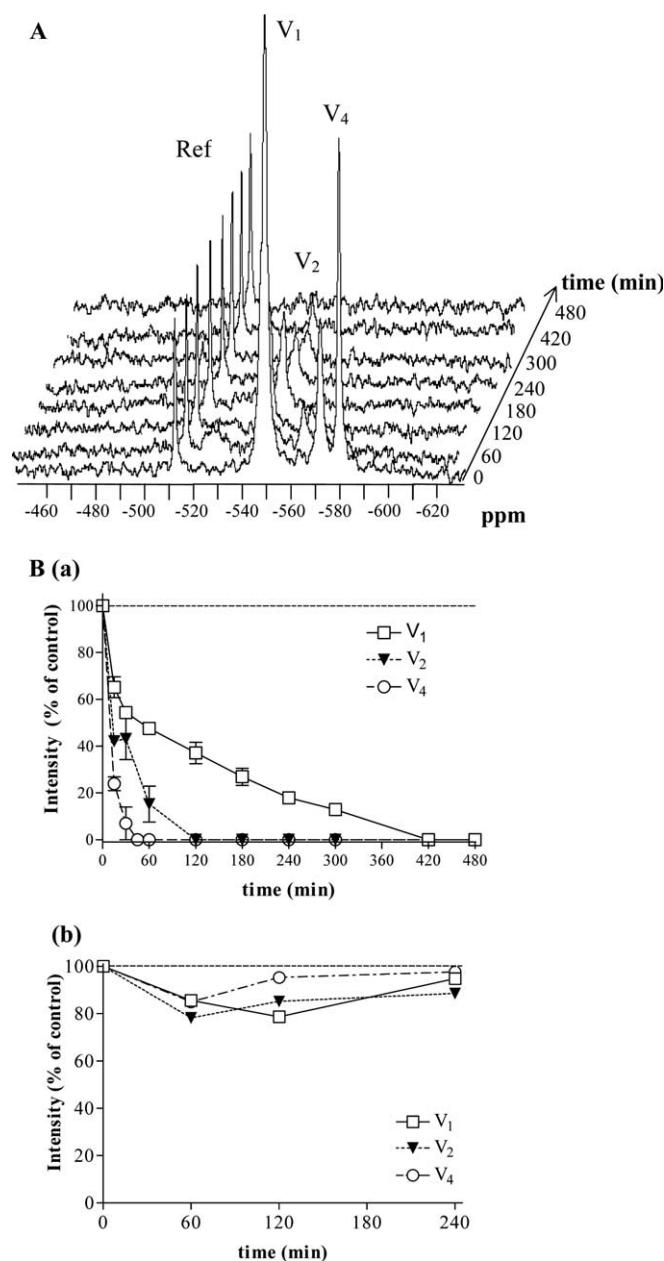 A
V₁
V₄
Ref
V₂
time (min)
480
420
300
240
180
120
60
0
-460 -480 -500 -520 -540 -560 -580 -600 -620 ppm
B (a)
Intensity (% of control)
100
80
60
40
20
0
V₁
V₂
V₄
0 60 120 180 240 300 360 420 480
time (min)
(b)
Intensity (% of control)
100
80
60
40
20
0
V₁
V₂
V₄
0 60 120 180 240
time (min)